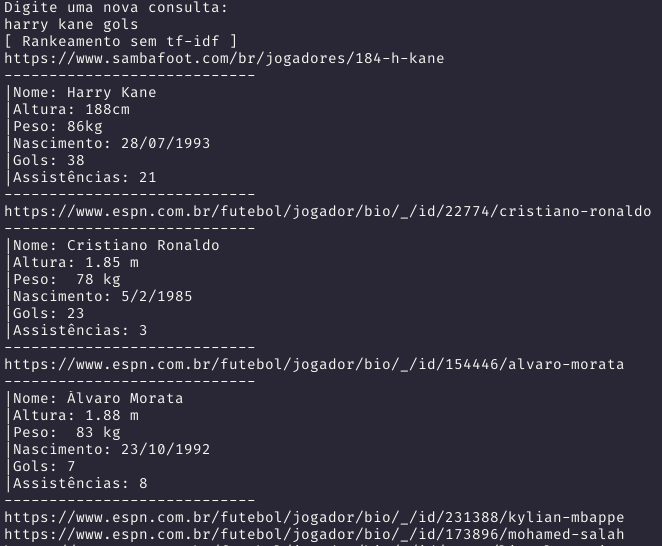 Digite uma nova consulta:
harry kane gols
[ Rankeamento sem tf-idf ]
https://www.sambafoot.com/br/jogadores/184-h-kane
----------------------------
|Nome: Harry Kane
|Altura: 188cm
|Peso: 86kg
|Nascimento: 28/07/1993
|Gols: 38
|Assistências: 21
----------------------------
https://www.espn.com.br/futebol/jogador/bio/_/id/22774/cristiano-ronaldo
----------------------------
|Nome: Cristiano Ronaldo
|Altura: 1.85 m
|Peso:  78 kg
|Nascimento: 5/2/1985
|Gols: 23
|Assistências: 3
----------------------------
https://www.espn.com.br/futebol/jogador/bio/_/id/154446/alvaro-morata
----------------------------
|Nome: Álvaro Morata
|Altura: 1.88 m
|Peso:  83 kg
|Nascimento: 23/10/1992
|Gols: 7
|Assistências: 8
----------------------------
https://www.espn.com.br/futebol/jogador/bio/_/id/231388/kylian-mbappe
https://www.espn.com.br/futebol/jogador/bio/_/id/173896/mohamed-salah